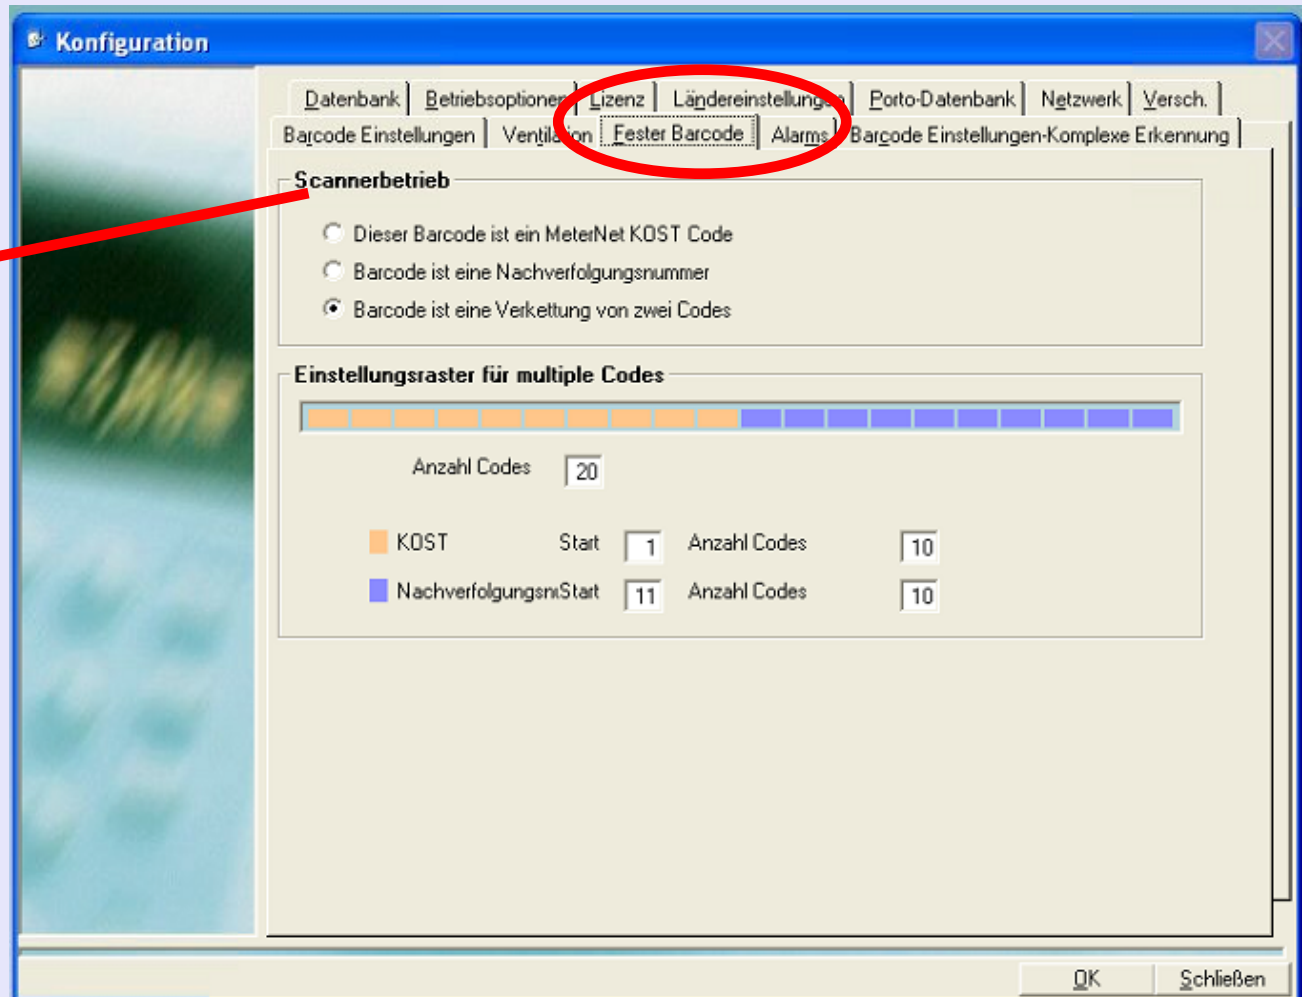 Konfiguration
Datenbank Betriebsoptionen Lizenz Ländereinstellungen Porto-Datenbank Netzwerk Versch.
Barcode Einstellungen Ventilation Fester Barcode Alarms Barcode Einstellungen-Komplexe Erkennung
Scannerbetrieb
Dieser Barcode ist ein MeterNet KOST Code
Barcode ist eine Nachverfolgungsnummer
Barcode ist eine Verkettung von zwei Codes
Einstellungsraster für multiple Codes
Anzahl Codes 20
KOST Start 1 Anzahl Codes 10
Nachverfolgungsnu Start 11 Anzahl Codes 10
OK Schließen